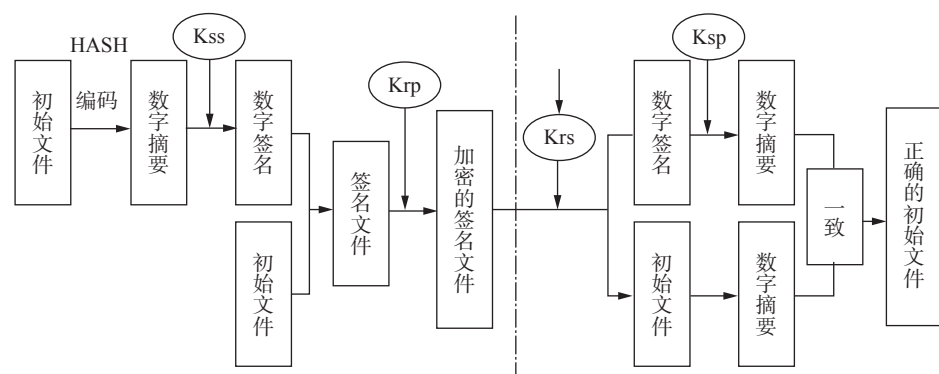 HASH
Kss
Ksp
Krp
Krs
初始文件
编码
数字摘要
数字签名
初始文件
签名文件
加密的签名文件
数字签名
数字摘要
初始文件
数字摘要
一致
正确的初始文件